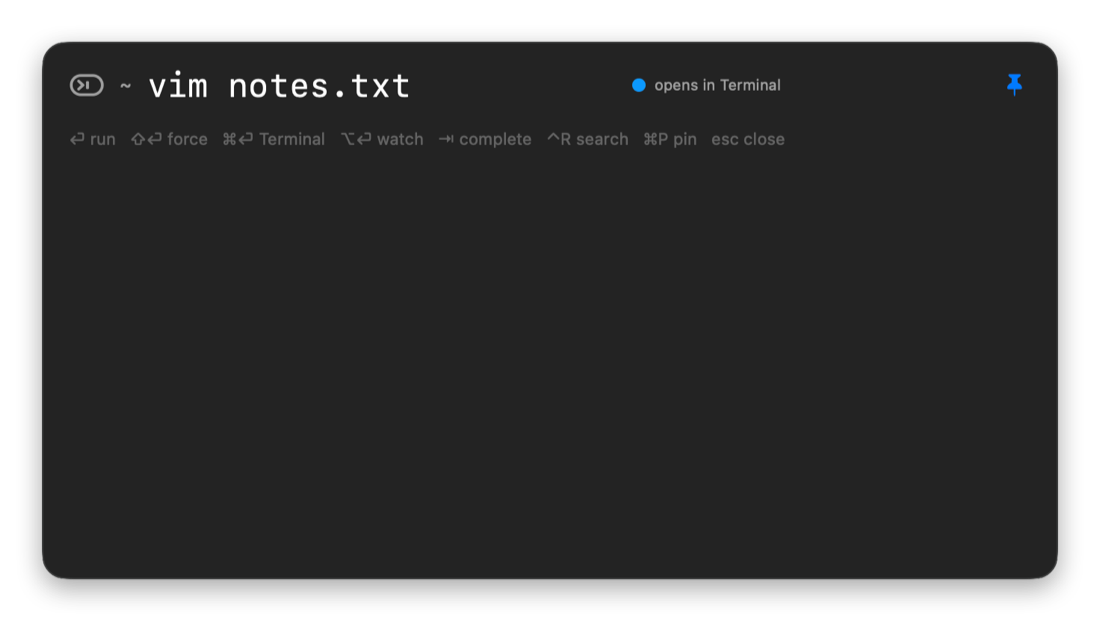 ~ vim notes.txt opens in Terminal
⏎ run ⇧⏎ force ⌘⏎ Terminal ⌥⏎ watch ⇥ complete ^R search ⌘P pin esc close